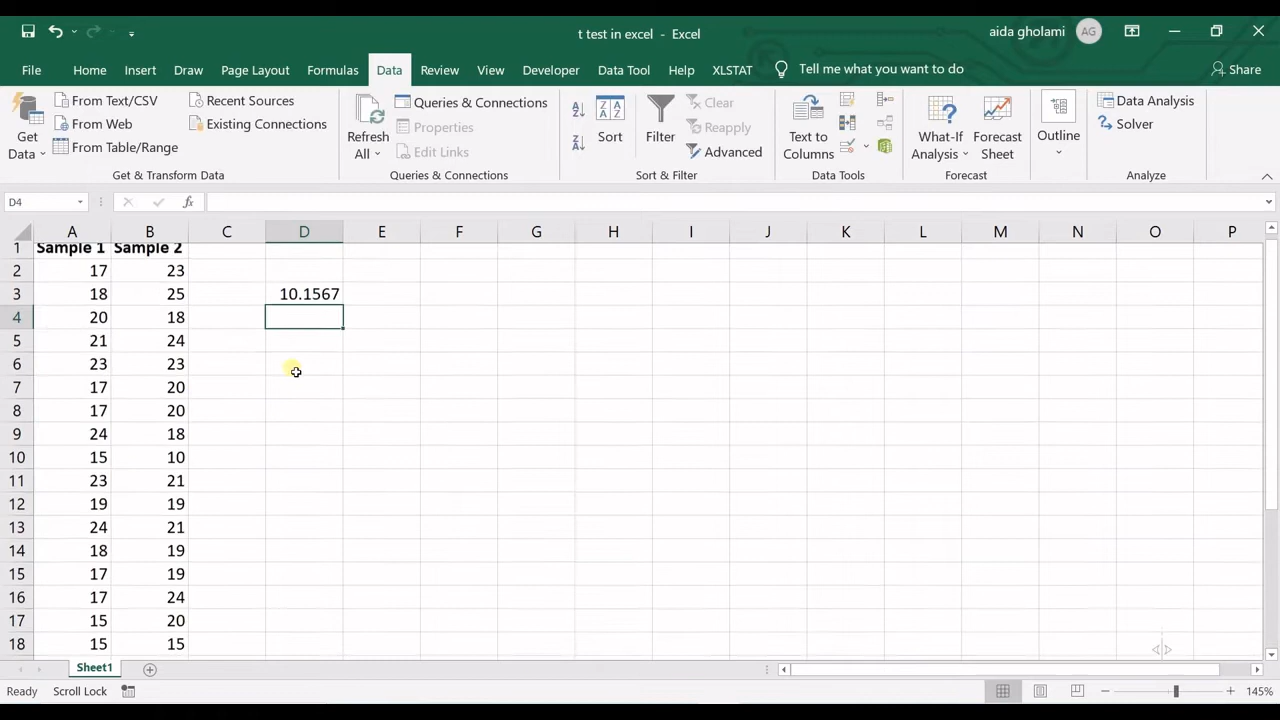 t test in excel - Excel
aida gholami AG
File Home Insert Draw Page Layout Formulas Data Review View Developer Data Tool Help XLSTAT Tell me what you want to do Share
Get Data
From Text/CSV
From Web
From Table/Range
Recent Sources
Existing Connections
Get & Transform Data
Refresh All
Queries & Connections
Properties
Edit Links
Queries & Connections
Sort
Filter
Clear
Reapply
Advanced
Sort & Filter
Text to Columns
Data Tools
What-If Analysis
Forecast Sheet
Forecast
Outline
Data Analysis
Solver
Analyze
D4 fx
A B C D E F G H I J K L M N O P
1 Sample 1 Sample 2
2 17 23
3 18 25 10.1567
4 20 18
5 21 24
6 23 23
7 17 20
8 17 20
9 24 18
10 15 10
11 23 21
12 19 19
13 24 21
14 18 19
15 17 19
16 17 24
17 15 20
18 15 15
Sheet1
Ready Scroll Lock 145%